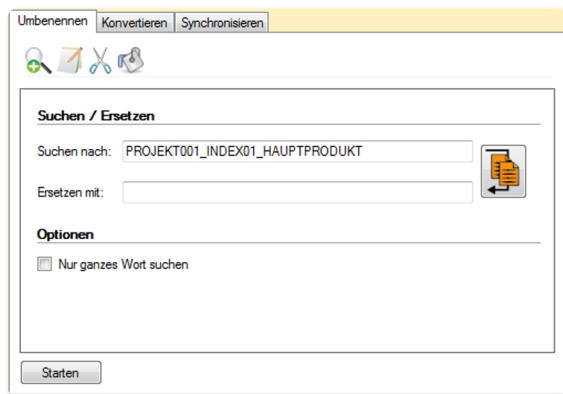 Umbenennen Konvertieren Synchronisieren
Suchen / Ersetzen
Suchen nach: PROJEKT001_INDEX01_HAUPTPRODUKT
Ersetzen mit:
Optionen
Nur ganzes Wort suchen
Starten